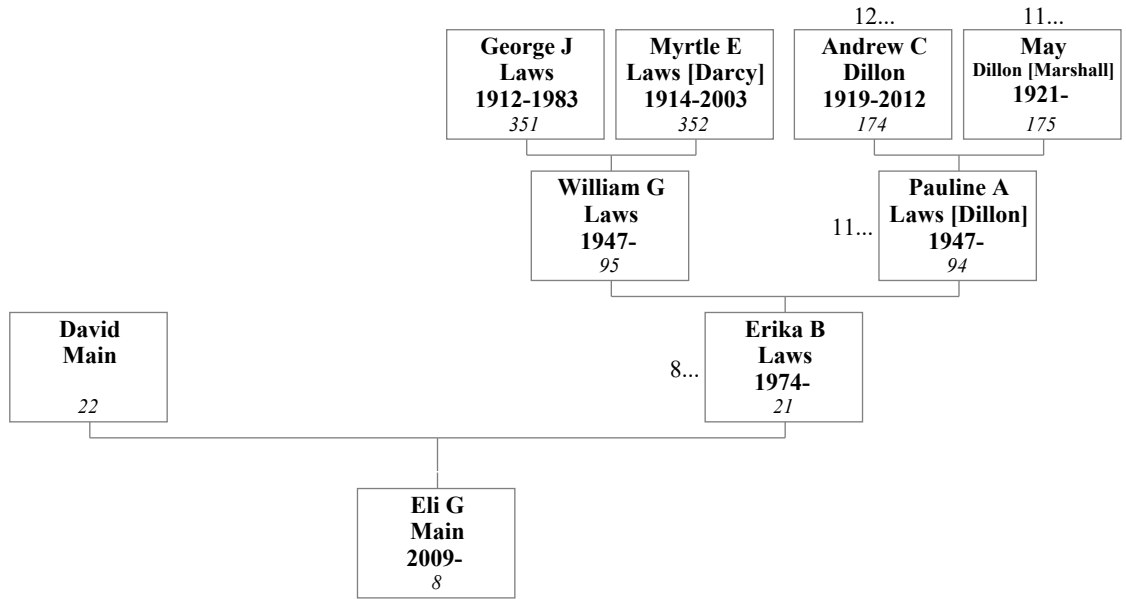 12...
11...
George J
Laws
1912-1983
351
Myrtle E
Laws [Darcy]
1914-2003
352
Andrew C
Dillon
1919-2012
174
May
Dillon [Marshall]
1921-
175
William G
Laws
1947-
95
11...
Pauline A
Laws [Dillon]
1947-
94
David
Main
22
8...
Erika B
Laws
1974-
21
Eli G
Main
2009-
8